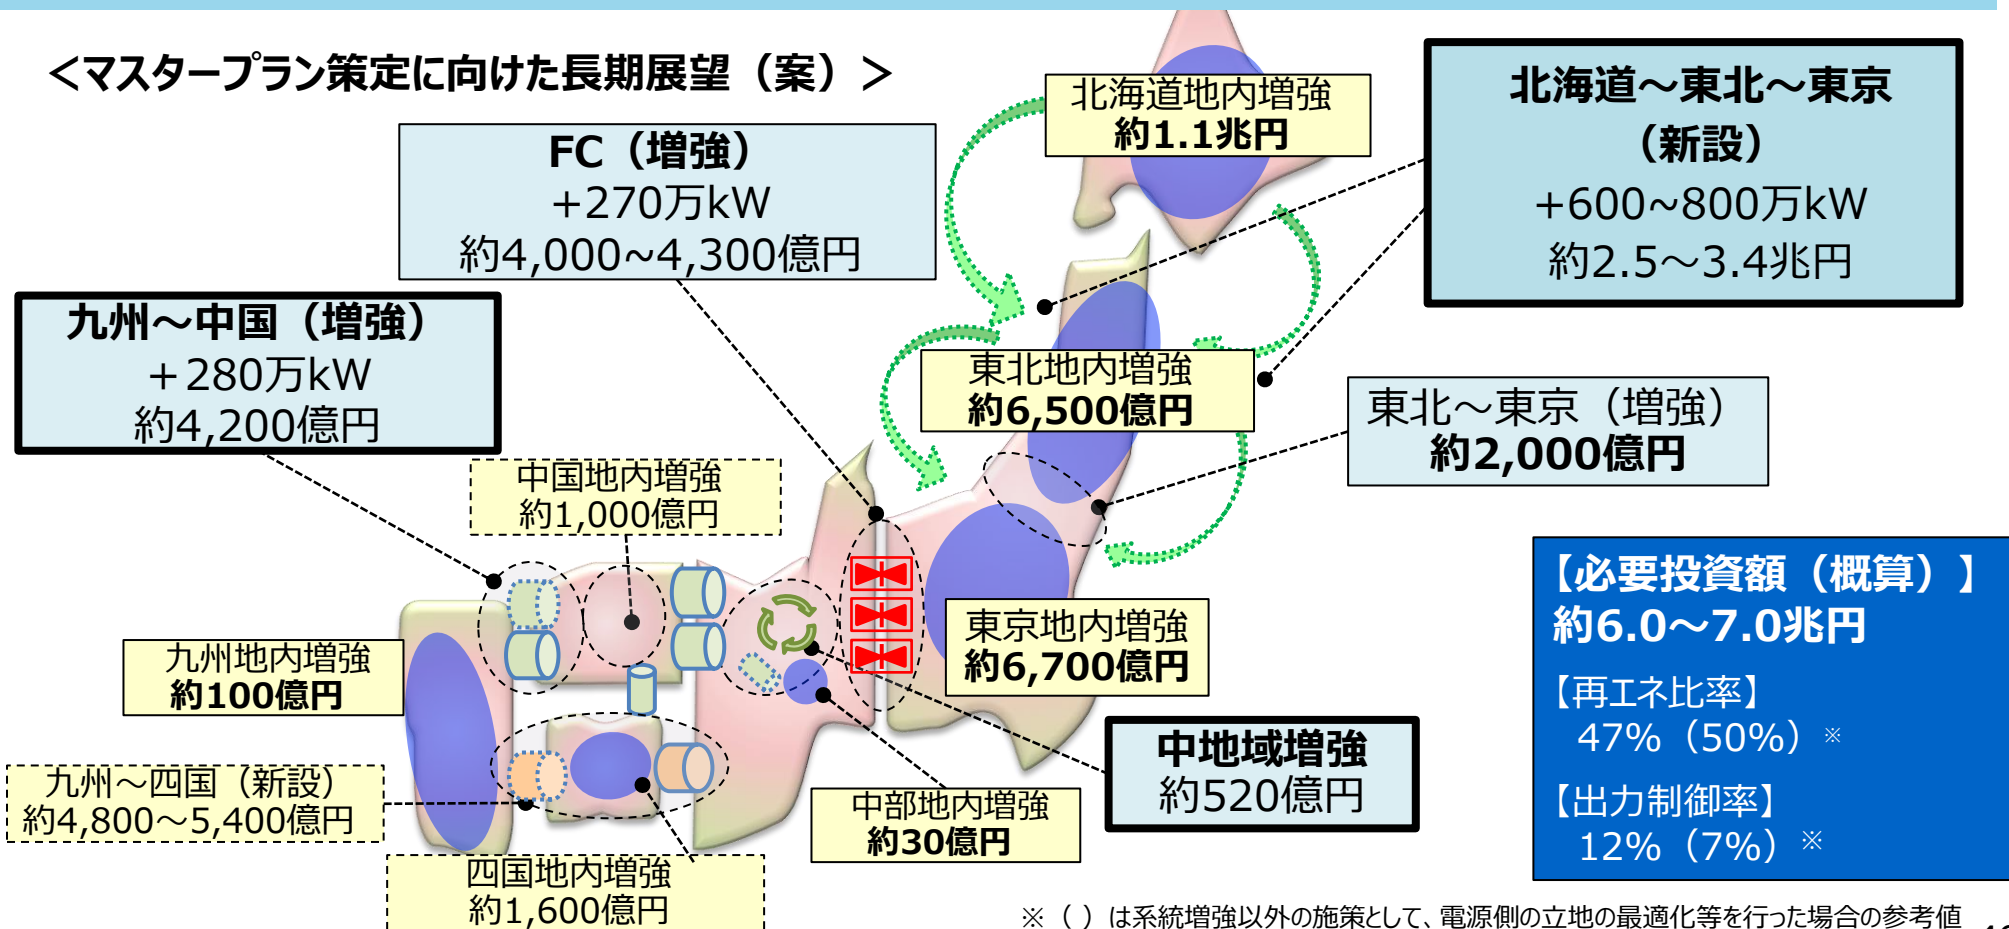 ＜マスタープラン策定に向けた長期展望（案）＞
北海道地内増強
約1.1兆円
北海道～東北～東京
（新設）
+600~800万kW
約2.5～3.4兆円
FC（増強）
+270万kW
約4,000~4,300億円
九州～中国（増強）
＋280万kW
約4,200億円
東北地内増強
約6,500億円
東北～東京（増強）
約2,000億円
中国地内増強
約1,000億円
九州地内増強
約100億円
東京地内増強
約6,700億円
【必要投資額（概算）】
約6.0～7.0兆円
【再エネ比率】
47%（50%）※
【出力制御率】
12%（7%）※
中地域増強
約520億円
九州～四国（新設）
約4,800～5,400億円
中部地内増強
約30億円
四国地内増強
約1,600億円
※（ ）は系統増強以外の施策として、電源側の立地の最適化等を行った場合の参考値